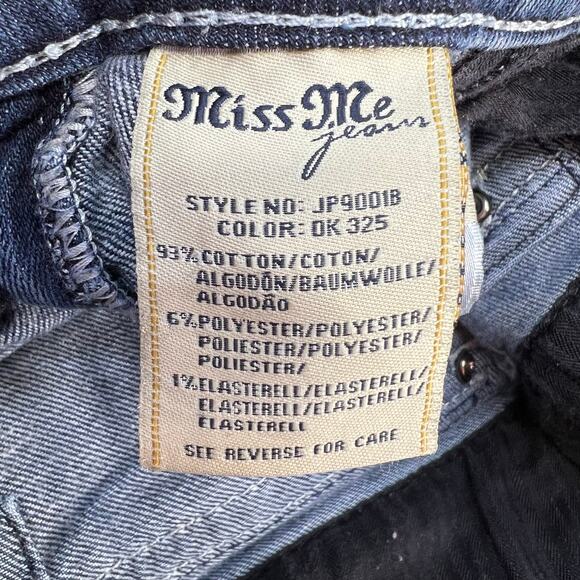 Miss Me
jeans
STYLE NO: JP9001B
COLOR: DK 325
93% COTTON/COTON/
ALGODÓN/BAUMWOLLE/
ALGODÃO
6% POLYESTER/POLYESTER/
POLIESTER/POLYESTER/
POLIESTER/
1% ELASTERELL/ELASTERELL/
ELASTERELL/ELASTERELL/
ELASTERELL
SEE REVERSE FOR CARE